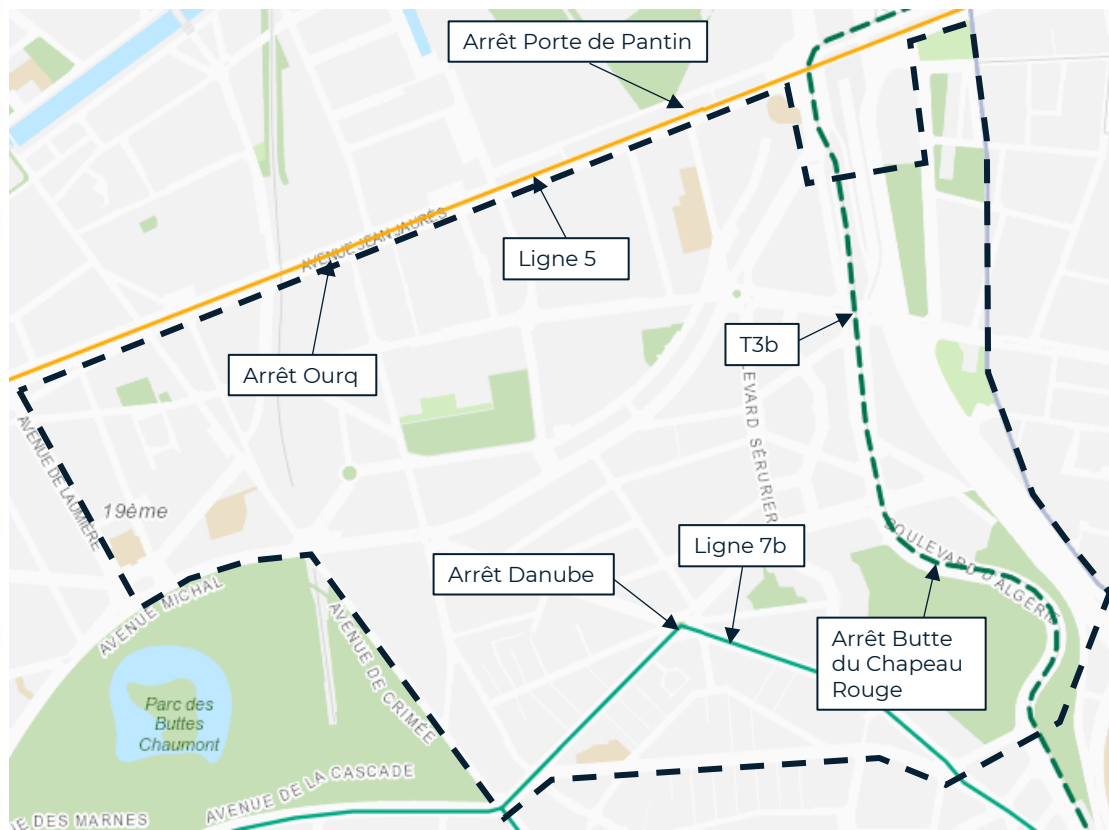 Arrêt Porte de Pantin
AVENUE JEAN JAURÈS
Ligne 5
T3b
Arrêt Ourq
AVENUE DE LAUMIÈRE
19ème
LEVARD SÉRURIER
BOULEVARD D'ALGÉRIE
Ligne 7b
Arrêt Danube
AVENUE MICHAL
AVENUE DE CRIMÉE
Arrêt Butte
du Chapeau
Rouge
Parc des
Buttes
Chaumont
AVENUE DE LA CASCADE
E DES MARNES